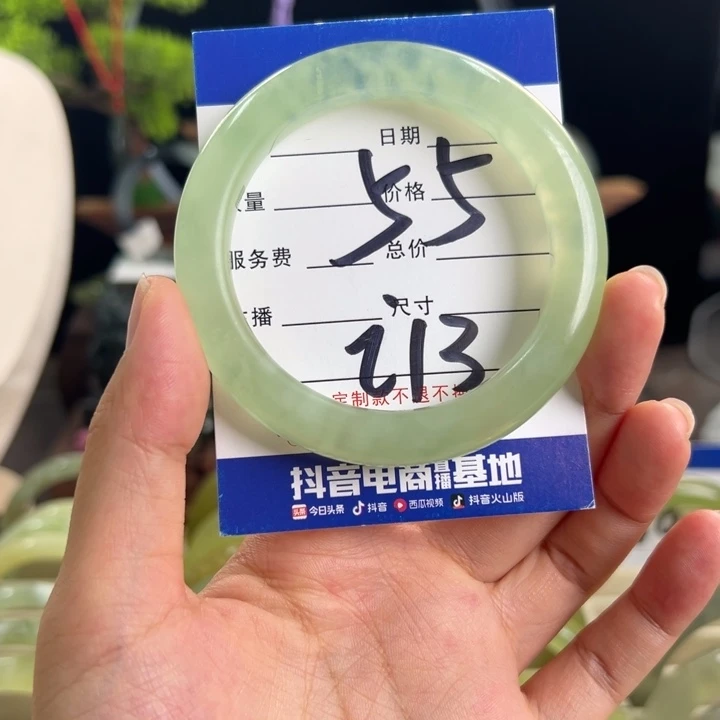 日期
55
量 价格
服务费 总价
播 尺寸
213
定制款不退不
抖音电商直播基地
头条 今日头条 抖音 西瓜视频 抖音火山版